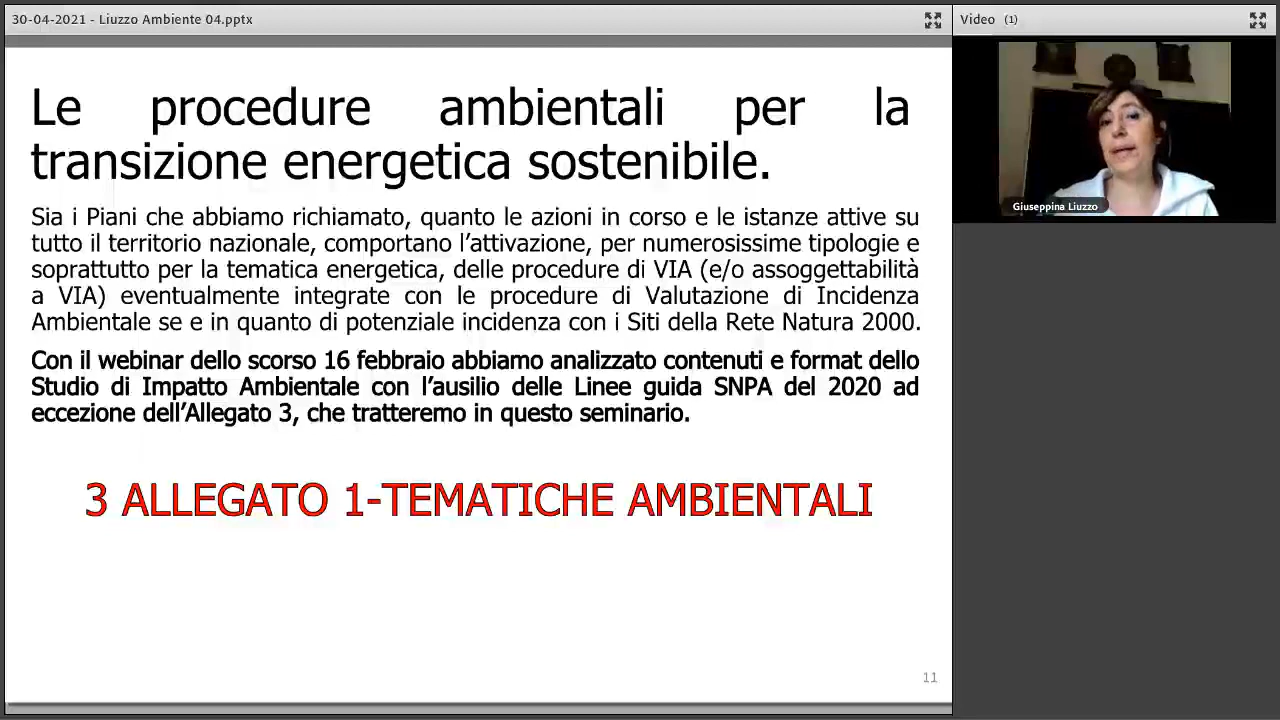 30-04-2021 - Liuzzo Ambiente 04.pptx
Video (1)
Le procedure ambientali per la
transizione energetica sostenibile.
Sia i Piani che abbiamo richiamato, quanto le azioni in corso e le istanze attive su
tutto il territorio nazionale, comportano l’attivazione, per numerosissime tipologie e
soprattutto per la tematica energetica, delle procedure di VIA (e/o assoggettabilità
a VIA) eventualmente integrate con le procedure di Valutazione di Incidenza
Ambientale se e in quanto di potenziale incidenza con i Siti della Rete Natura 2000.
Con il webinar dello scorso 16 febbraio abbiamo analizzato contenuti e format dello
Studio di Impatto Ambientale con l’ausilio delle Linee guida SNPA del 2020 ad
eccezione dell’Allegato 3, che tratteremo in questo seminario.
3 ALLEGATO 1-TEMATICHE AMBIENTALI
11
Giuseppina Liuzzo